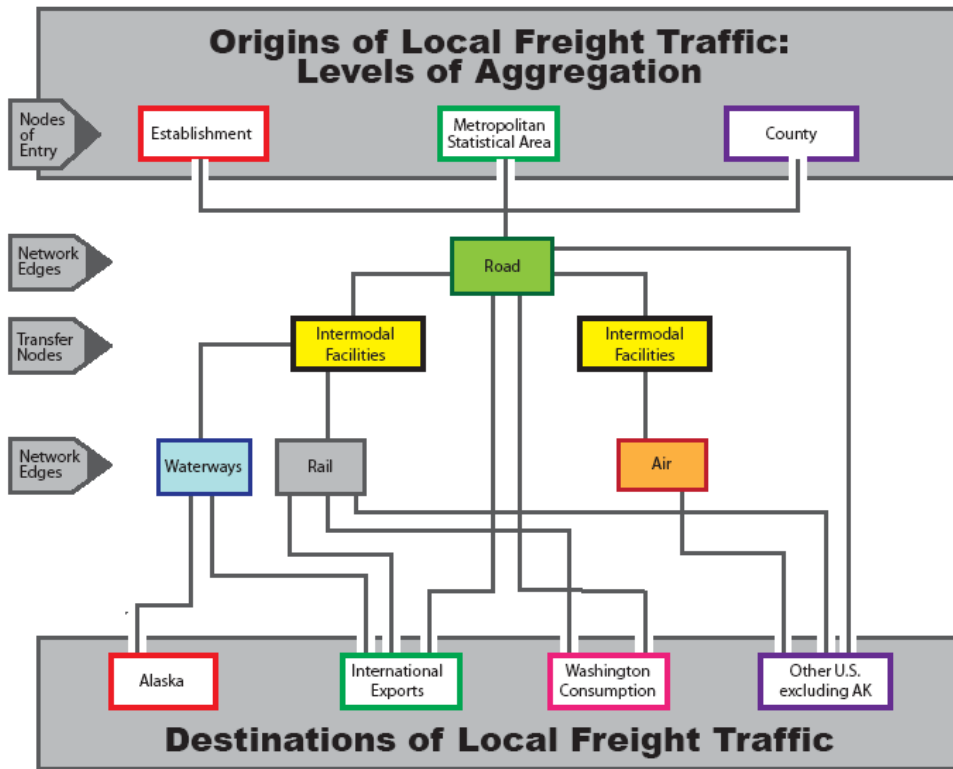 Origins of Local Freight Traffic:
Levels of Aggregation
Nodes
of
Entry
Establishment
Metropolitan
Statistical Area
County
Network
Edges
Road
Transfer
Nodes
Intermodal
Facilities
Intermodal
Facilities
Network
Edges
Waterways
Rail
Air
Alaska
International
Exports
Washington
Consumption
Other U.S.
excluding AK
Destinations of Local Freight Traffic